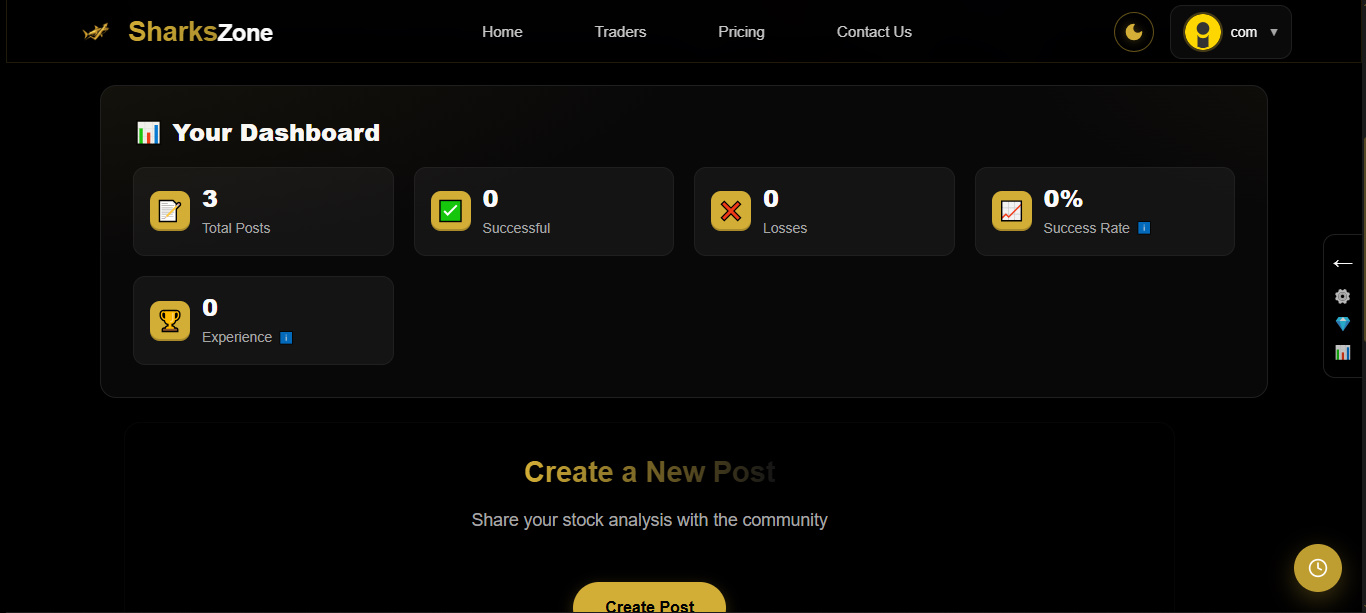 SharksZone
Home
Traders
Pricing
Contact Us
com
Your Dashboard
3
Total Posts
0
Successful
0
Losses
0%
Success Rate
0
Experience
Create a New Post
Share your stock analysis with the community
Create Post